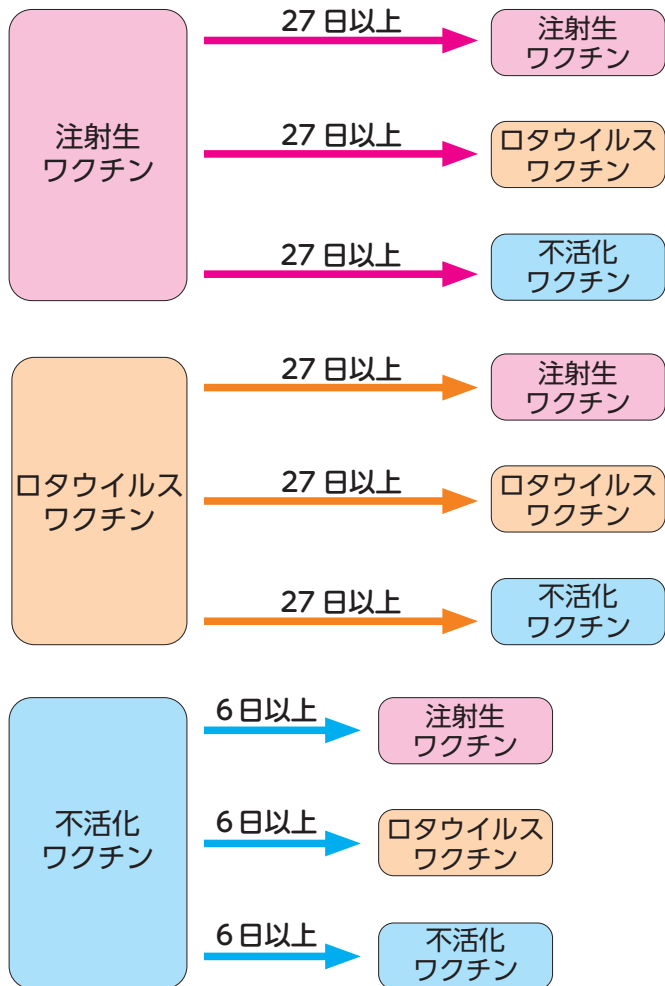 注射生
ワクチン
27日以上
注射生
ワクチン
27日以上
ロタウイルス
ワクチン
27日以上
不活化
ワクチン
ロタウイルス
ワクチン
27日以上
注射生
ワクチン
27日以上
ロタウイルス
ワクチン
27日以上
不活化
ワクチン
不活化
ワクチン
6日以上
注射生
ワクチン
6日以上
ロタウイルス
ワクチン
6日以上
不活化
ワクチン